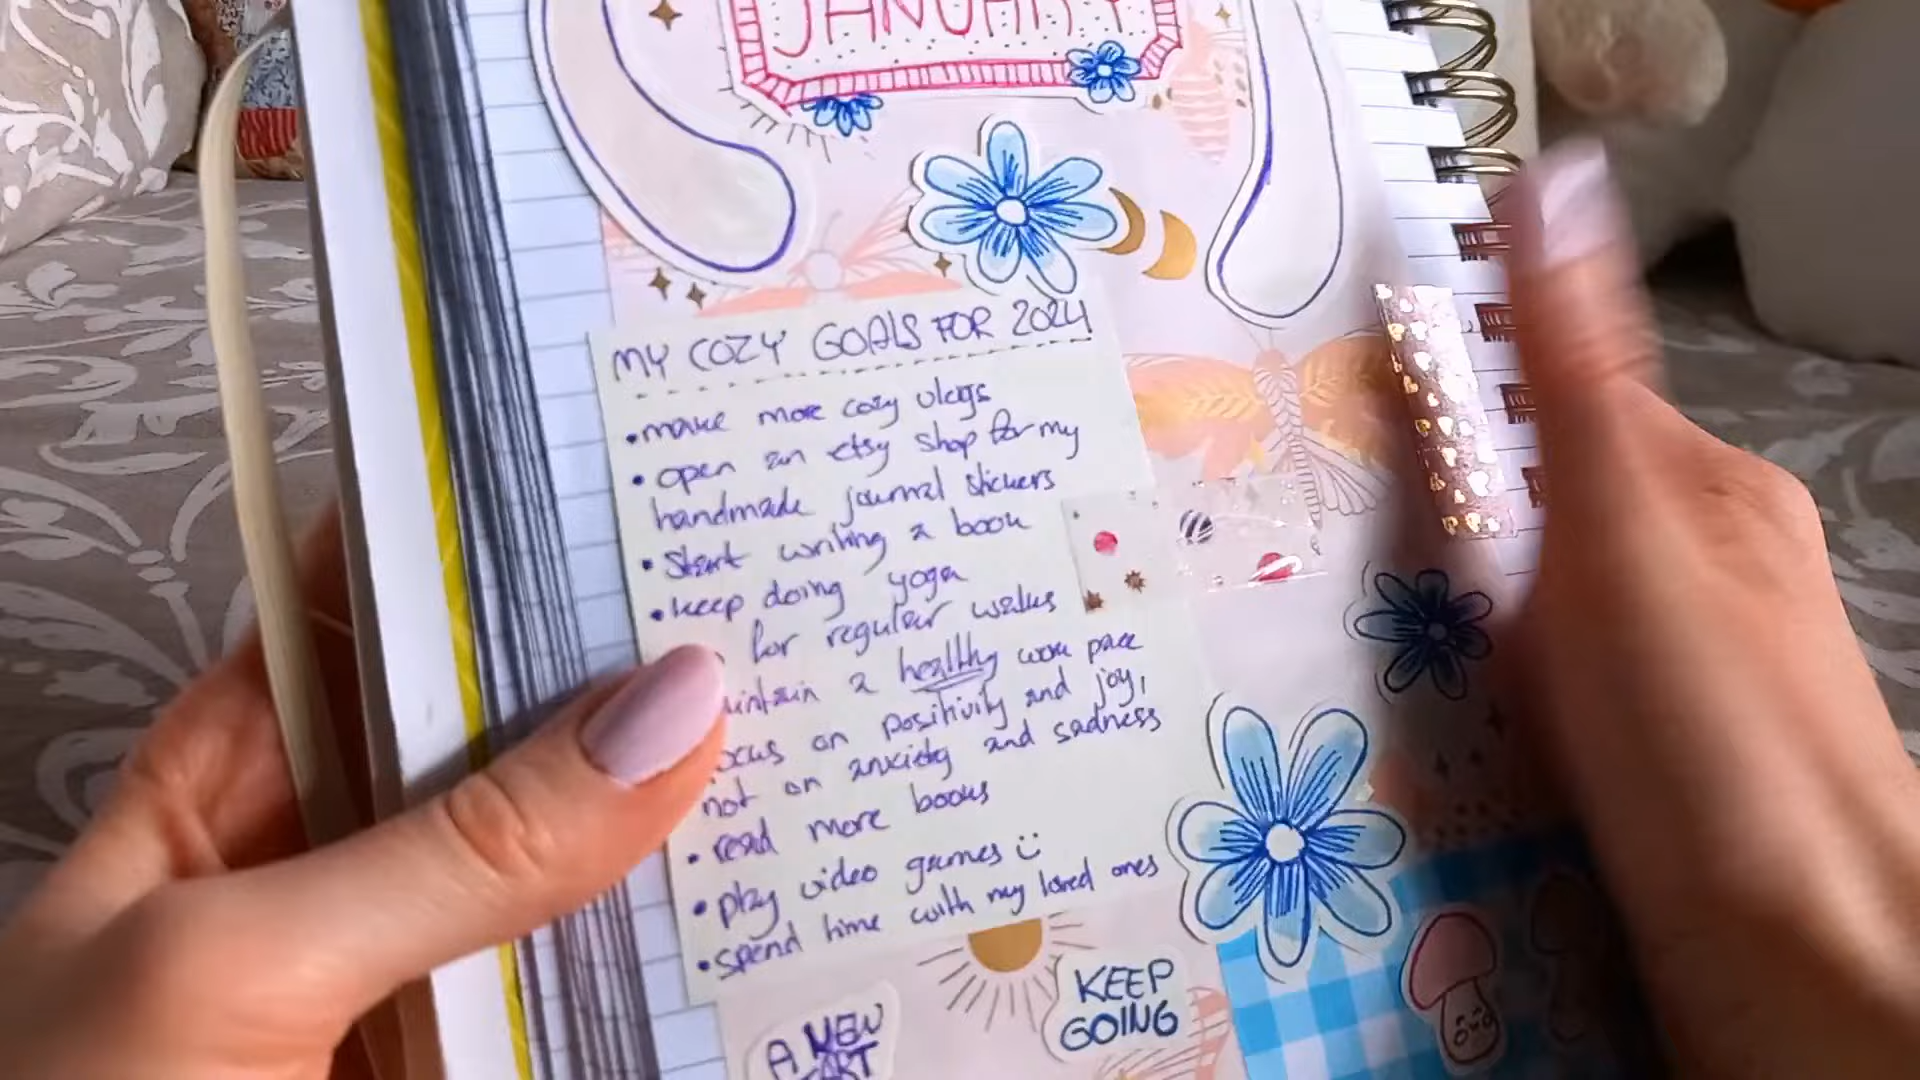 JANUARY
MY COZY GOALS FOR 2024
• make more cozy vlogs
• open an etsy shop for my
handmade journal stickers
• start writing a book
• keep doing yoga
for regular walks
a healthy work pace
on positivity and joy,
not on anxiety and sadness
• read more books
• play video games
• spend time with my loved ones
KEEP
GOING
A NEW